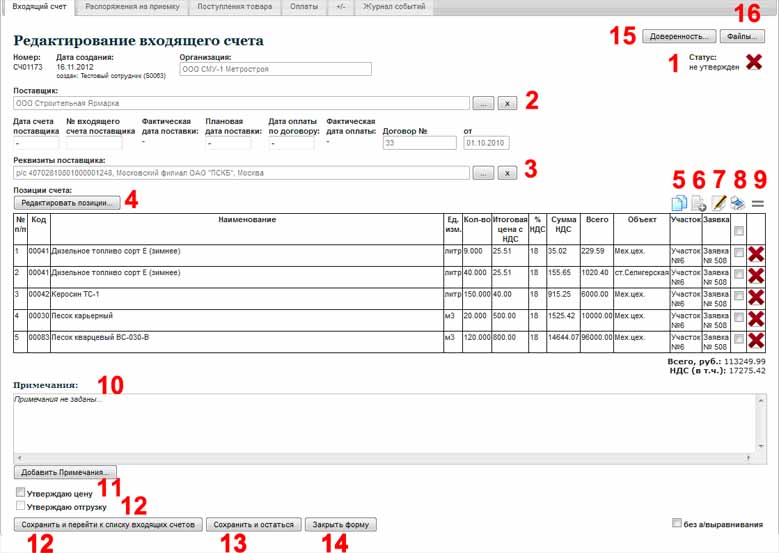 Входящий счет Распоряжения на приемку Поступления товара Оплаты +/- Журнал событий
16
Редактирование входящего счета
15 Доверенность... Файлы...
Номер: Дата создания: Организация: Статус:
СЧ01173 16.11.2012 ООО СМУ-1 Метрострой 1 не утвержден
создан: Тестовый сотрудник (S0063)
Поставщик:
ООО Строительная Ярмарка ... x 2
Дата счета поставщика № входящего счета поставщика Фактическая дата поставки: Плановая дата поставки: Дата оплаты по договору: Фактическая дата оплаты: Договор № от
- - - - - - 33 01.10.2010
Реквизиты поставщика:
р/с 40702810801000001248, Московский филиал ОАО "ПСКБ", Москва ... x 3
Позиции счета:
Редактировать позиции... 4 5 6 7 8 9
№ п/п Код Наименование Ед. изм. Кол-во Итоговая цена с НДС % НДС Сумма НДС Всего Объект Участок Заявка
1 00041 Дизельное топливо сорт Е (зимнее) литр 9.000 25.51 18 35.02 229.59 Мех.цех. Участок №6 Заявка № 508
2 00041 Дизельное топливо сорт Е (зимнее) литр 40.000 25.51 18 155.65 1020.40 ст.Селигерская Участок №6 Заявка № 508
3 00042 Керосин ТС-1 литр 150.000 40.00 18 915.25 6000.00 Мех.цех. Участок №6 Заявка № 508
4 00030 Песок карьерный м3 20.000 500.00 18 1525.42 10000.00 Мех.цех. Участок №6 Заявка № 508
5 00083 Песок кварцевый ВС-030-В м3 120.000 800.00 18 14644.07 96000.00 Мех.цех. Участок №6 Заявка № 508
Всего, руб.: 113249.99
НДС (в т.ч.): 17275.42
Примечания: 10
Примечания не заданы...
Добавить Примечания...
Утверждаю цену 11
Утверждаю отгрузку 12
Сохранить и перейти к списку входящих счетов Сохранить и остаться Закрыть форму без а/выравнивания
12 13 14